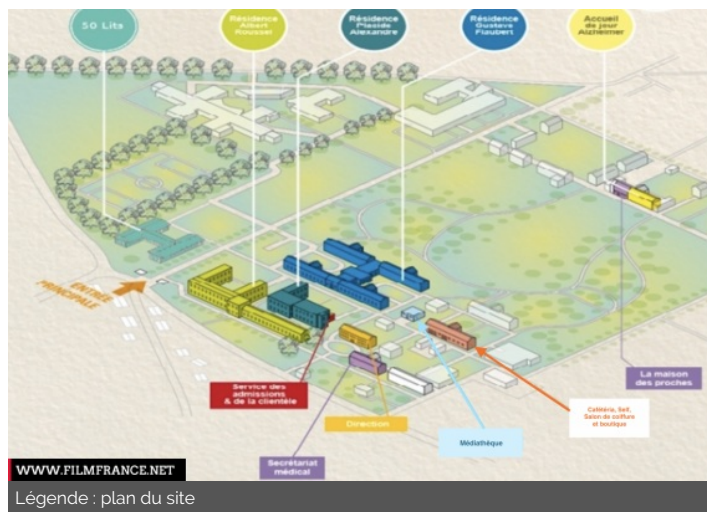 50 Lits
Résidence
Albert
Roussel
Résidence
Placide
Alexandre
Résidence
Gustave
Flaubert
Accueil
de jour
Alzheimer
ENTRÉE
PRINCIPALE
La maison
des proches
Service des
admissions
& de la clientèle
Direction
Médiathèque
Cafétéria, Self,
Salon de coiffure
et boutique
Secrétariat
médical
WWW.FILMFRANCE.NET
Légende : plan du site